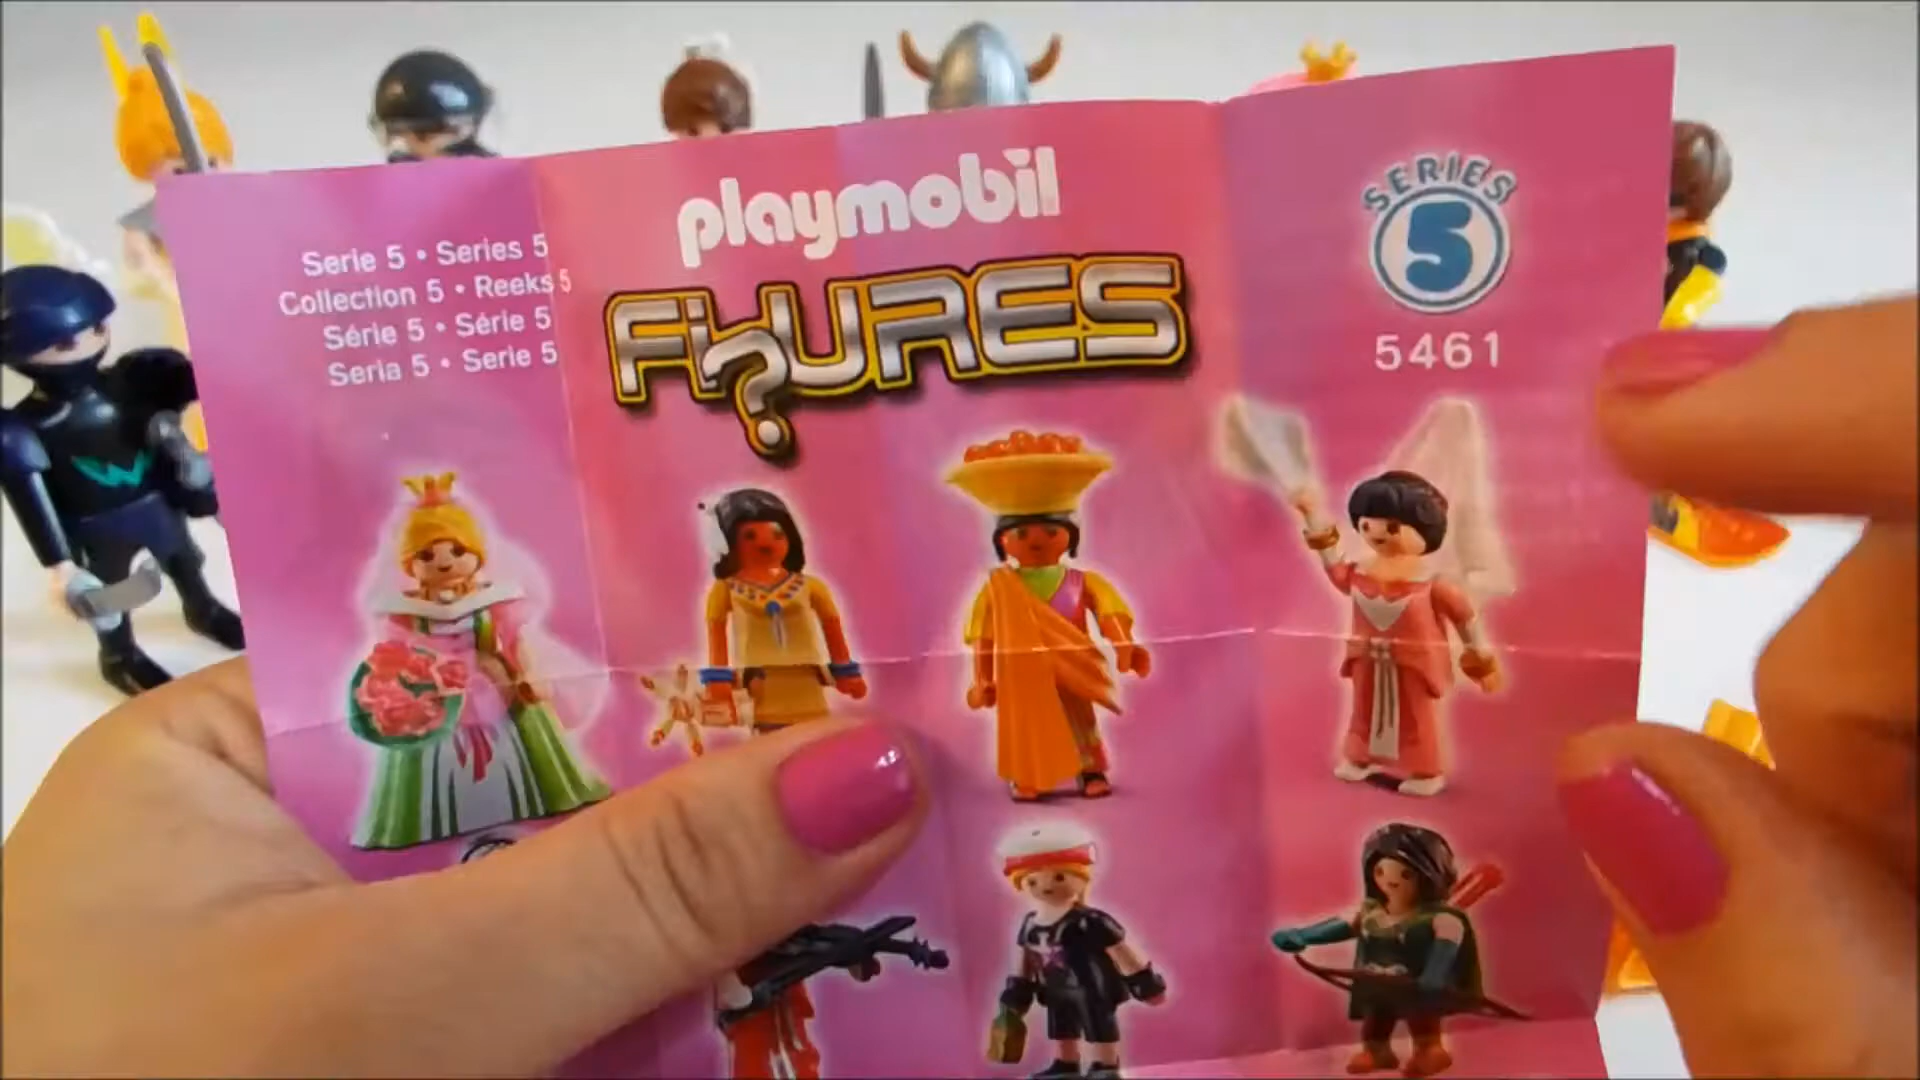 Serie 5 • Series 5
Collection 5 • Reeks 5
Série 5 • Série 5
Seria 5 • Serie 5
playmobil
Fi?URES
SERIES
5
5461